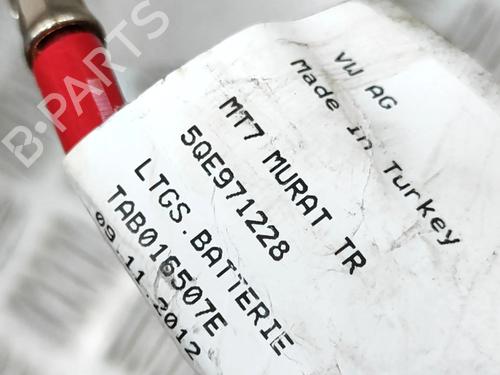 VW AG
Made in Turkey
MT7 MURAT TR
5QE971228
LTGS.BATTERIE
TAB016507E
09.11.2012
B-PARTS